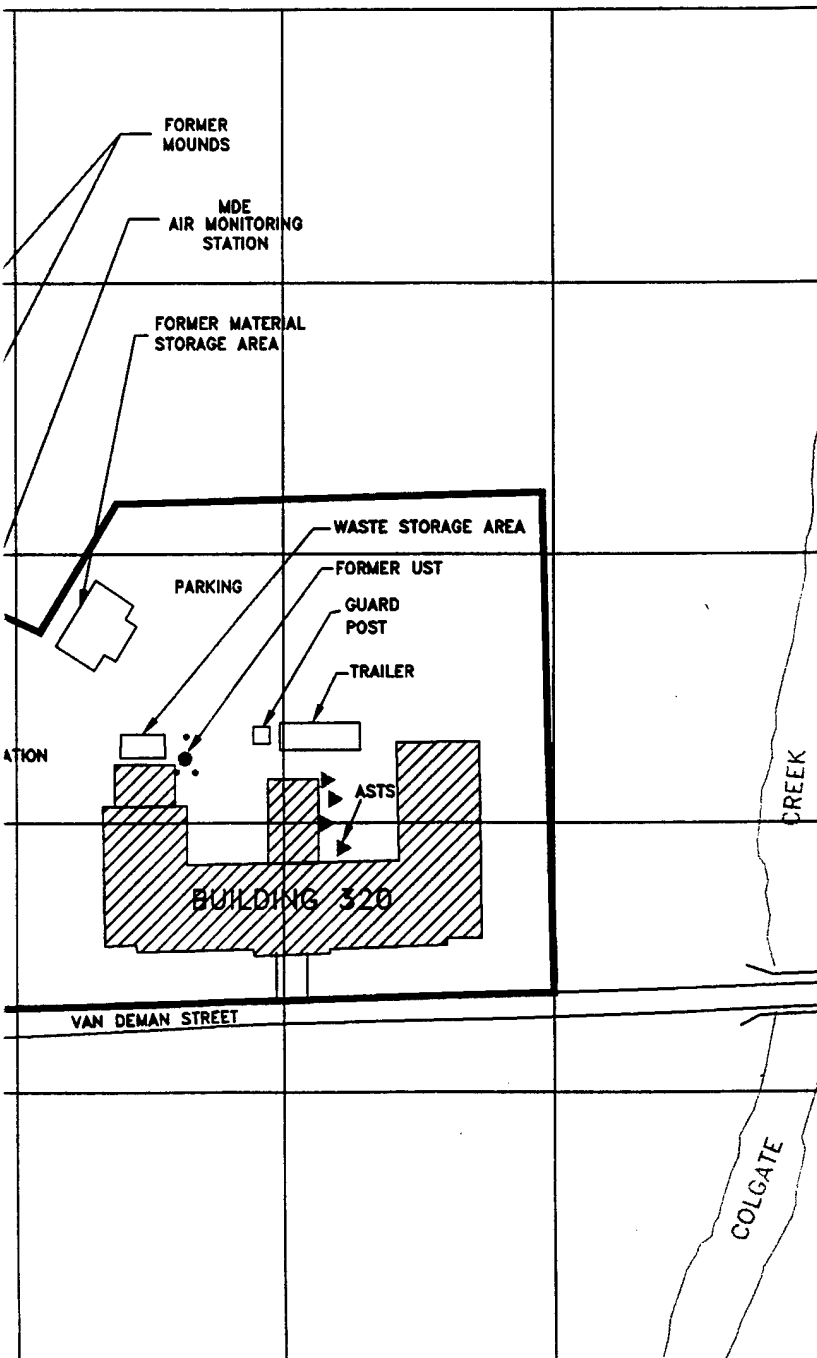 FORMER
MOUNDS
MDE
AIR MONITORING
STATION
FORMER MATERIAL
STORAGE AREA
WASTE STORAGE AREA
FORMER UST
PARKING
GUARD
POST
TRAILER
ATION
ASTS
CREEK
BUILDING 320
VAN DEMAN STREET
COLGATE